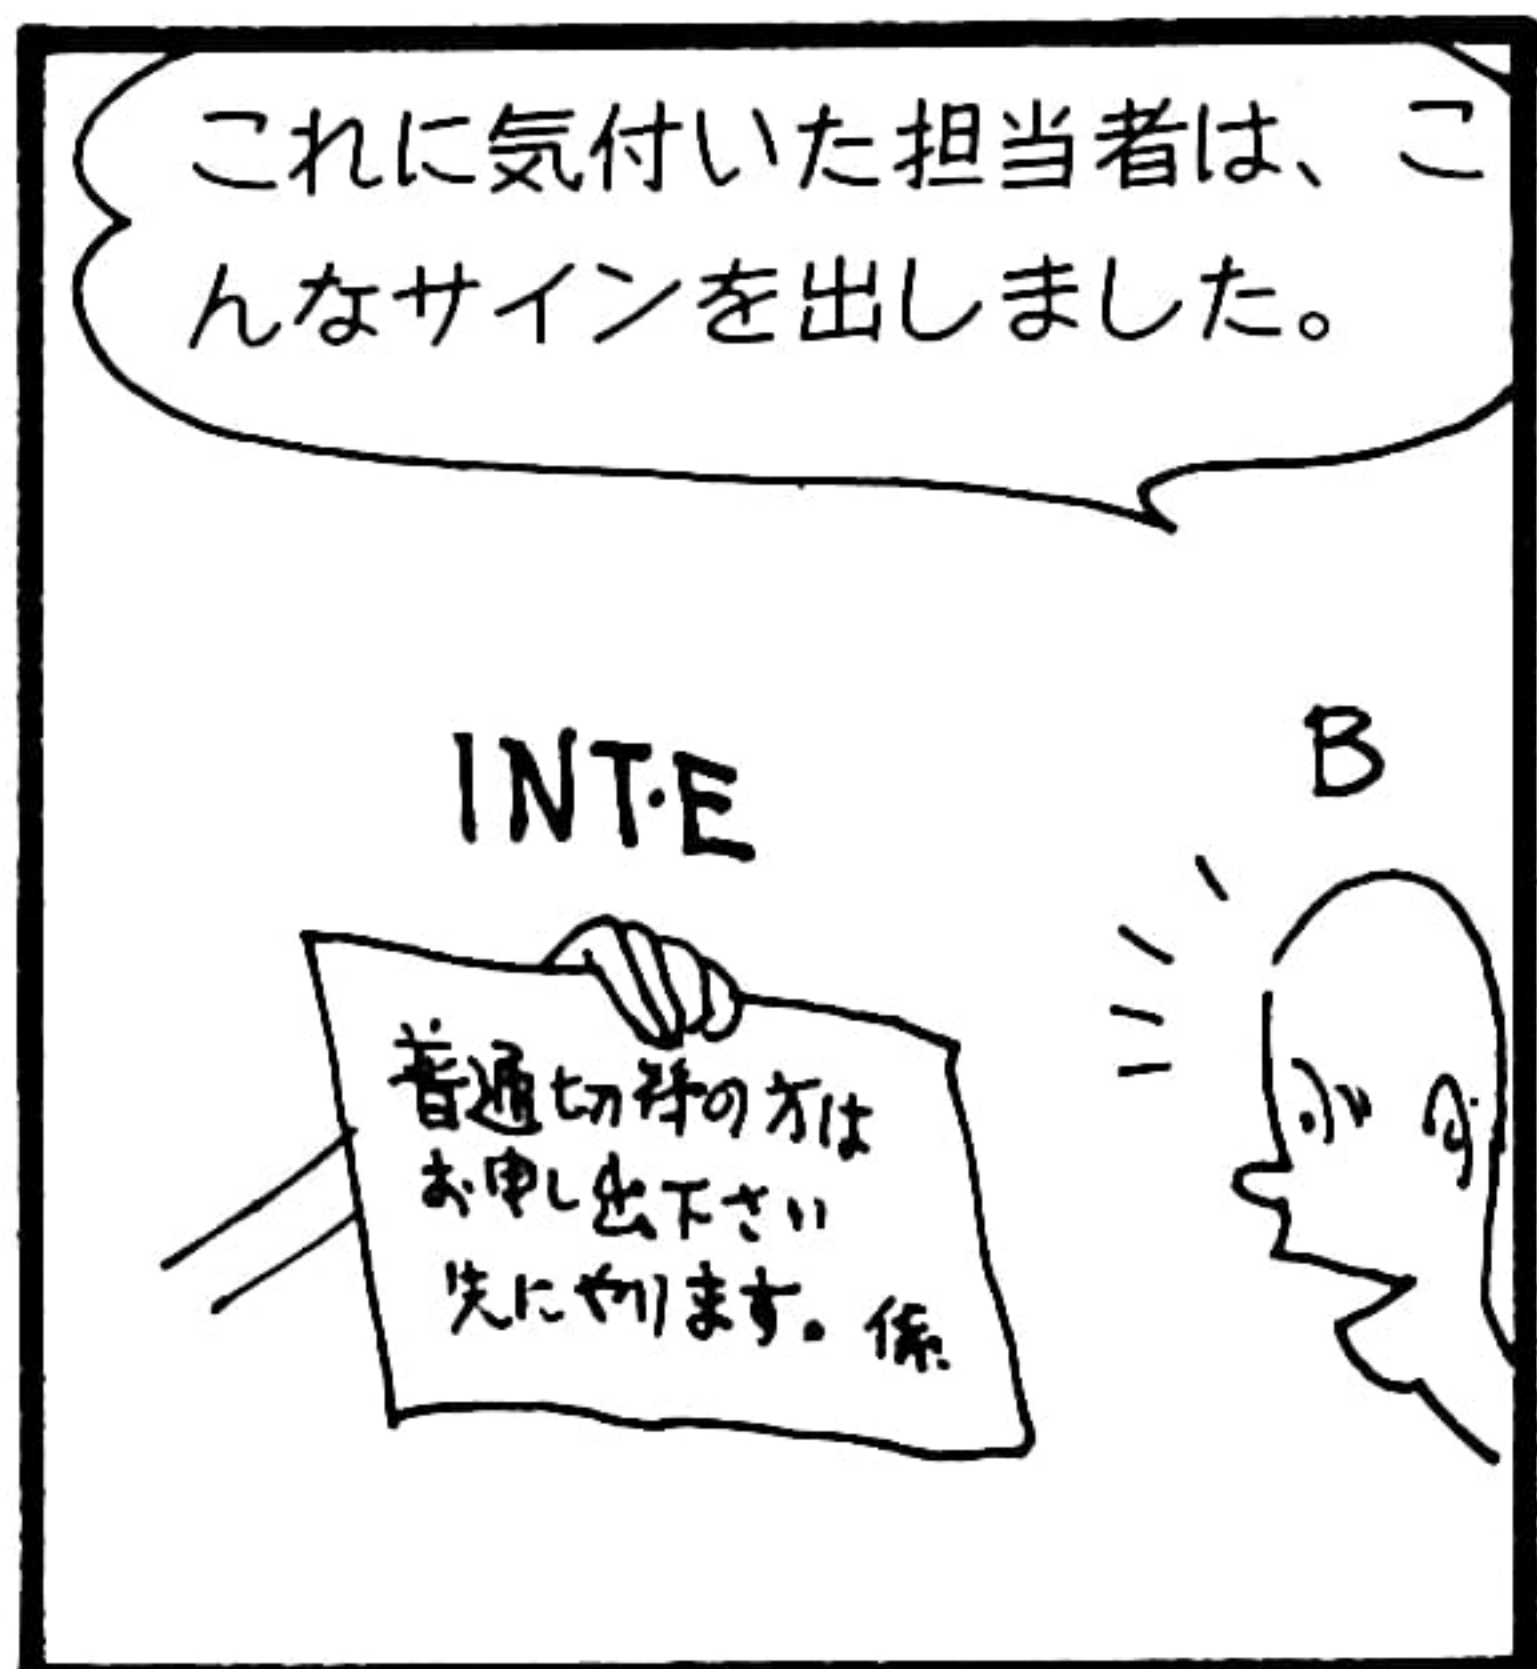 これに気付いた担当者は、こ
んなサインを出しました。
INT・E
B
普通切符の方は
お申し出下さい
先にやります。係